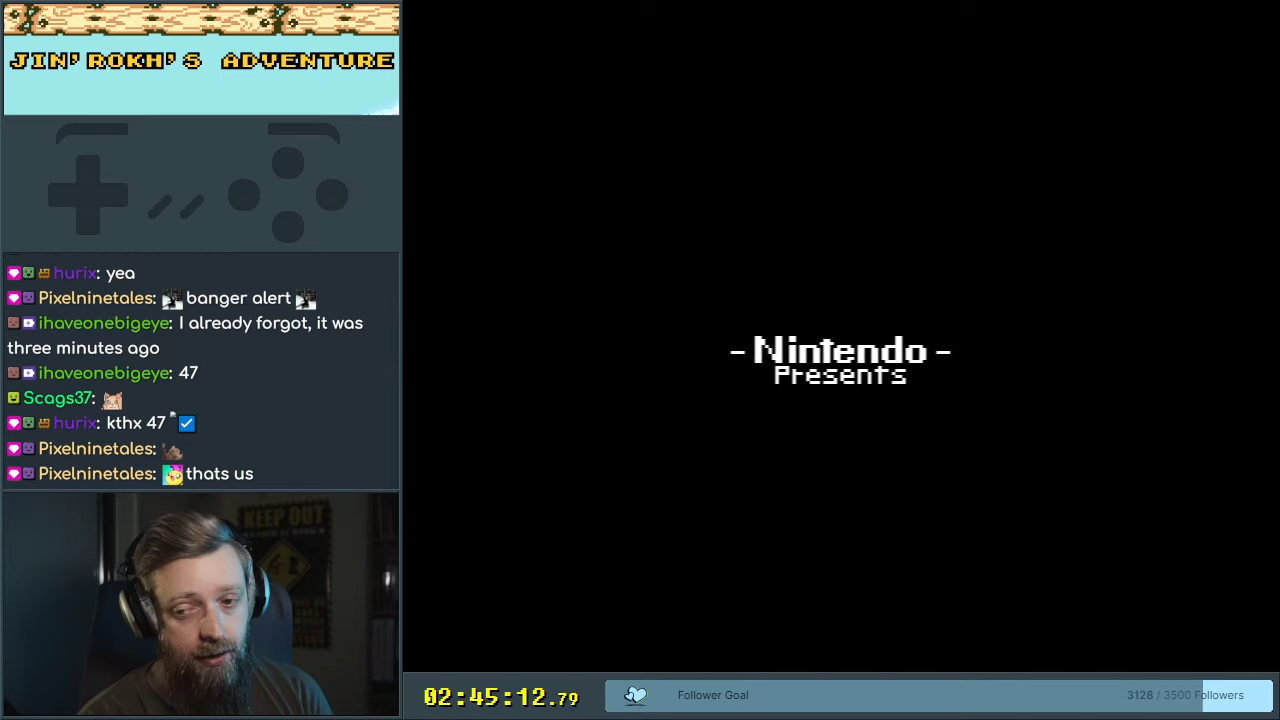 JIN'ROKH'S ADVENTURE
hurix: yea
Pixelninetales: banger alert
ihaveonebigeye: I already forgot, it was
three minutes ago
ihaveonebigeye: 47
Scags37:
hurix: kthx 47
Pixelninetales:
Pixelninetales: thats us
- Nintendo -
Presents
KEEP OUT
02:45:12.79
Follower Goal
3128 / 3500 Followers